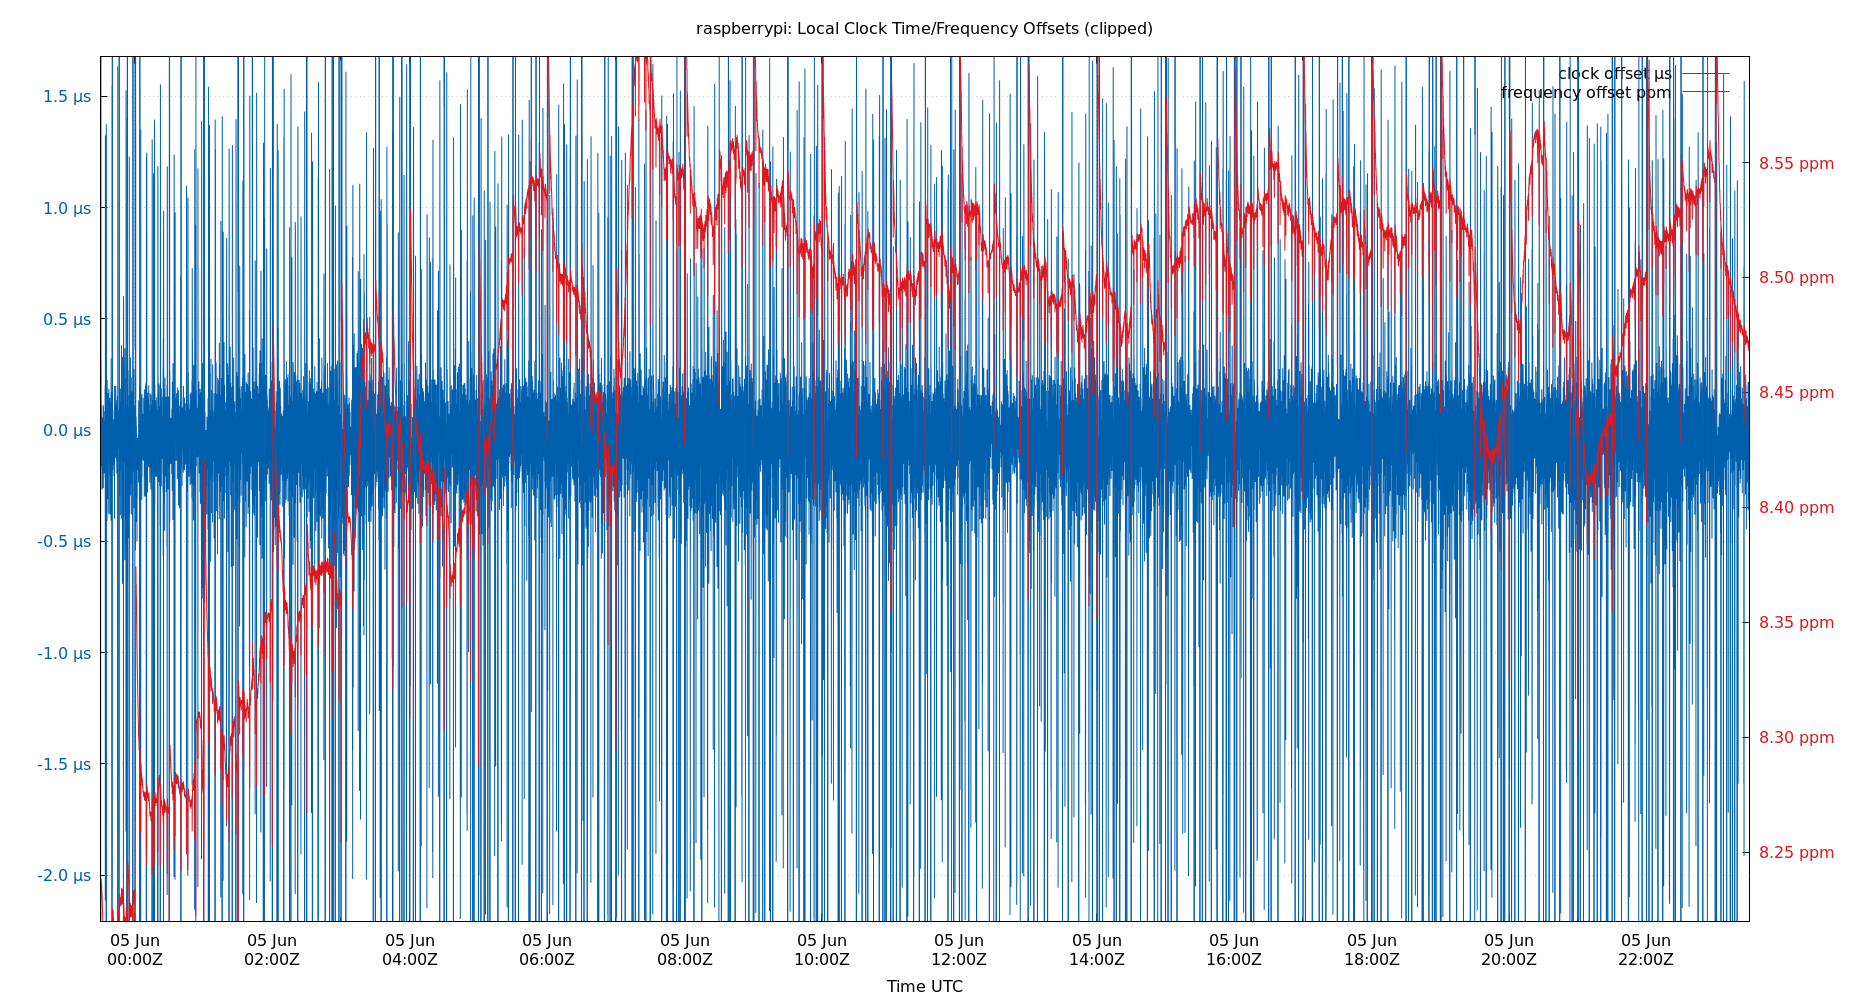 raspberrypi: Local Clock Time/Frequency Offsets (clipped)
clock offset µs
frequency offset ppm
1.5 µs
1.0 µs
0.5 µs
0.0 µs
-0.5 µs
-1.0 µs
-1.5 µs
-2.0 µs
8.55 ppm
8.50 ppm
8.45 ppm
8.40 ppm
8.35 ppm
8.30 ppm
8.25 ppm
05 Jun 05 Jun 05 Jun 05 Jun 05 Jun 05 Jun 05 Jun 05 Jun 05 Jun 05 Jun 05 Jun 05 Jun
00:00Z 02:00Z 04:00Z 06:00Z 08:00Z 10:00Z 12:00Z 14:00Z 16:00Z 18:00Z 20:00Z 22:00Z
Time UTC